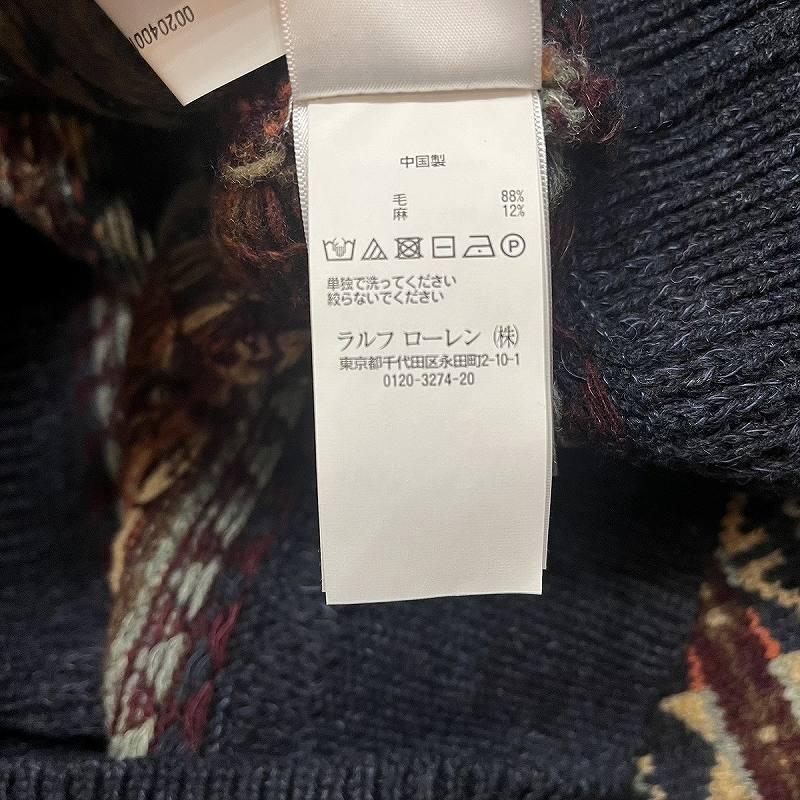 0020400
中国製
毛 88%
麻 12%
単独で洗ってください
絞らないでください
ラルフ ローレン（株）
東京都千代田区永田町2-10-1
0120-3274-20